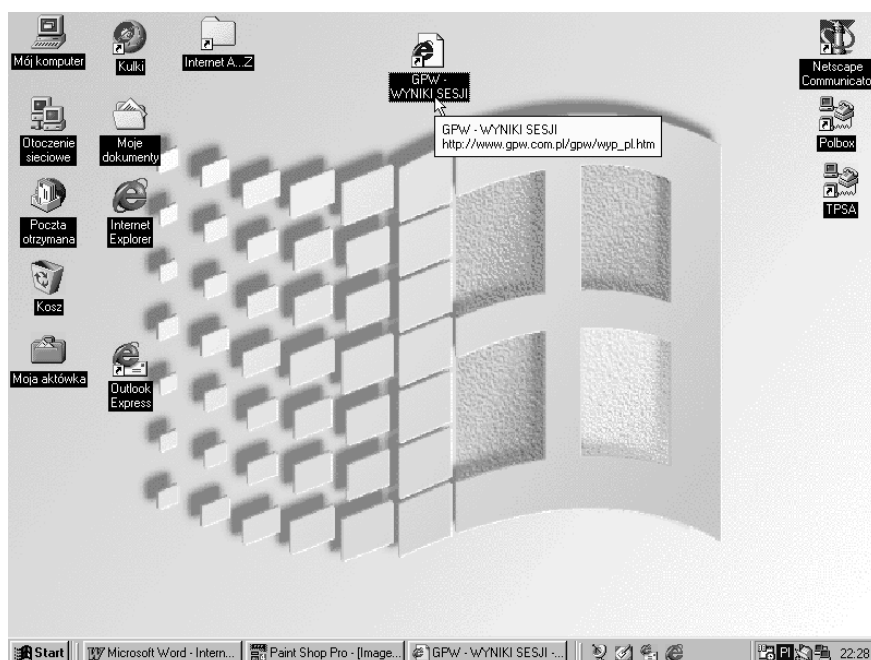 Mój komputer
Kulki
Internet A...Z
GPW -
WYNIKI SESJI
Netscape
Communicato
GPW - WYNIKI SESJI
http://www.gpw.com.pl/gpw/wyp_pl.htm
Otoczenie
sieciowe
Moje
dokumenty
Polbox
Poczta
otrzymana
Internet
Explorer
TPSA
Kosz
Moja aktówka
Outlook
Express
Start
Microsoft Word - Intern...
Paint Shop Pro - [Image...
GPW - WYNIKI SESJI -...
Pl
22:28